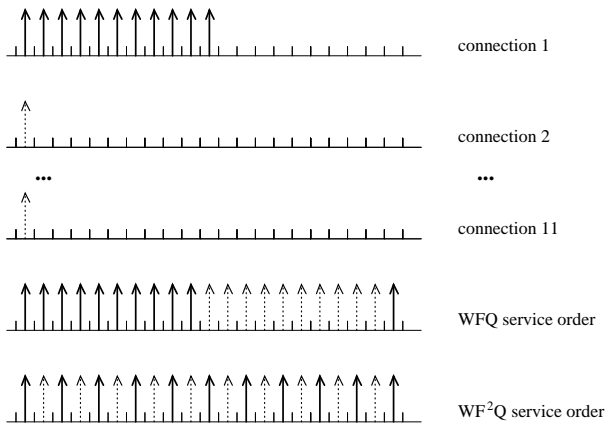 connection 1
connection 2
... ...
connection 11
WFQ service order
WF²Q service order